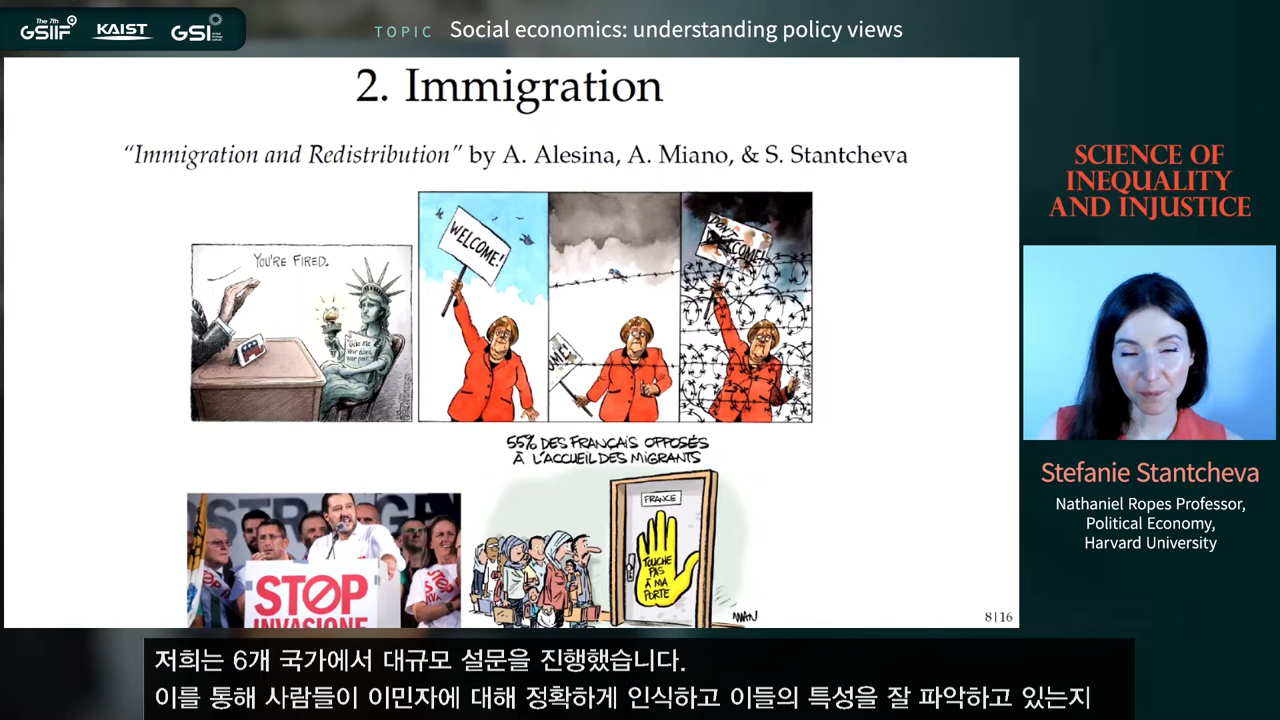 The 7th
GSIIF
KAIST
GSI
TOPIC Social economics: understanding policy views
2. Immigration
"Immigration and Redistribution" by A. Alesina, A. Miano, & S. Stantcheva
YOU'RE FIRED.
WELCOME!
OME!
DON'T
COME!
55% DES FRANÇAIS OPPOSÉS
À L'ACCUEIL DES MIGRANTS
FRANCE
TOUCHE
PAS
À MA
PORTE
STOP
INVASIONE
8|16
SCIENCE OF
INEQUALITY
AND INJUSTICE
Stefanie Stantcheva
Nathaniel Ropes Professor,
Political Economy,
Harvard University
저희는 6개 국가에서 대규모 설문을 진행했습니다.
이를 통해 사람들이 이민자에 대해 정확하게 인식하고 이들의 특성을 잘 파악하고 있는지